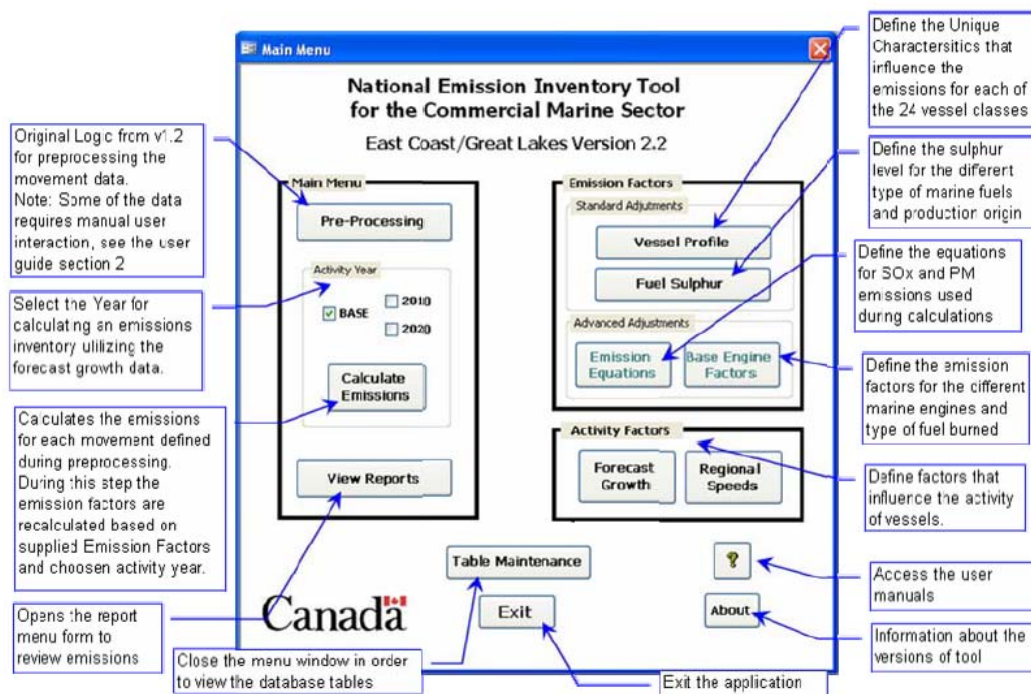 Main Menu
National Emission Inventory Tool
for the Commercial Marine Sector
East Coast/Great Lakes Version 2.2
Main Menu
Pre-Processing
Activity Year
BASE
2010
2020
Calculate
Emissions
View Reports
Emission Factors
Standard Adjutments
Vessel Profile
Fuel Sulphur
Advanced Adjustments
Emission
Equations
Base Engine
Factors
Activity Factors
Forecast
Growth
Regional
Speeds
Table Maintenance
?
Exit
About
Canada
Original Logic from v1.2
for preprocessing the
movement data.
Note: Some of the data
requires manual user
interaction, see the user
guide section 2
Select the Year for
calculating an emissions
inventory ulilizing the
forecast growth data.
Calculates the emissions
for each movement defined
during preprocessing.
During this step the
emission factors are
recalculated based on
supplied Emission Factors
and choosen activity year.
Opens the report
menu form to
review emissions
Close the menu window in order
to view the database tables
Exit the application
Define the Unique
Charactersitics that
influence the
emissions for each of
the 24 vessel classes
Define the sulphur
level for the different
type of marine fuels
and production origin
Define the equations
for SOx and PM
emissions used
during calculations
Define the emission
factors for the different
marine engines and
type of fuel burned
Define factors that
influence the activity
of vessels.
Access the user
manuals
Information about the
versions of tool